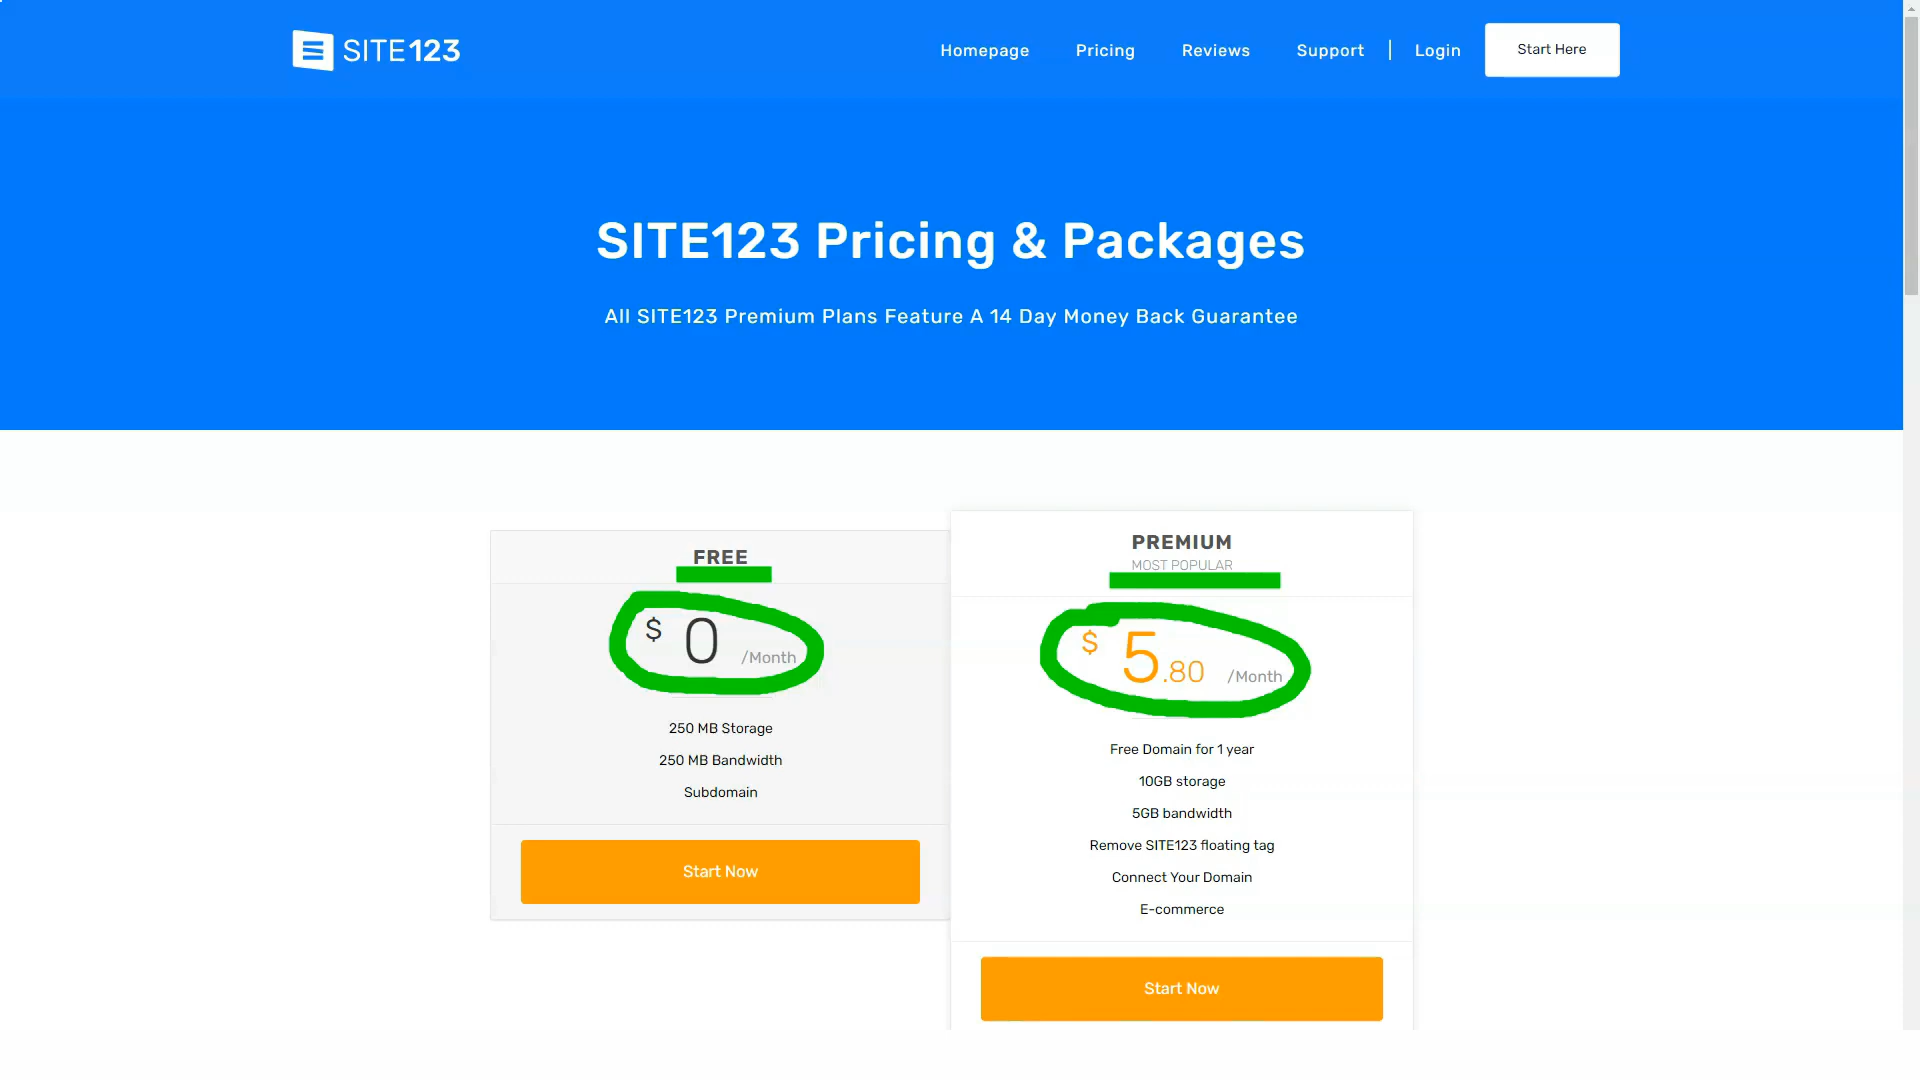 SITE123
Homepage
Pricing
Reviews
Support
Login
Start Here
SITE123 Pricing & Packages
All SITE123 Premium Plans Feature A 14 Day Money Back Guarantee
FREE
$ 0 /Month
250 MB Storage
250 MB Bandwidth
Subdomain
Start Now
PREMIUM
MOST POPULAR
$ 5.80 /Month
Free Domain for 1 year
10GB storage
5GB bandwidth
Remove SITE123 floating tag
Connect Your Domain
E-commerce
Start Now